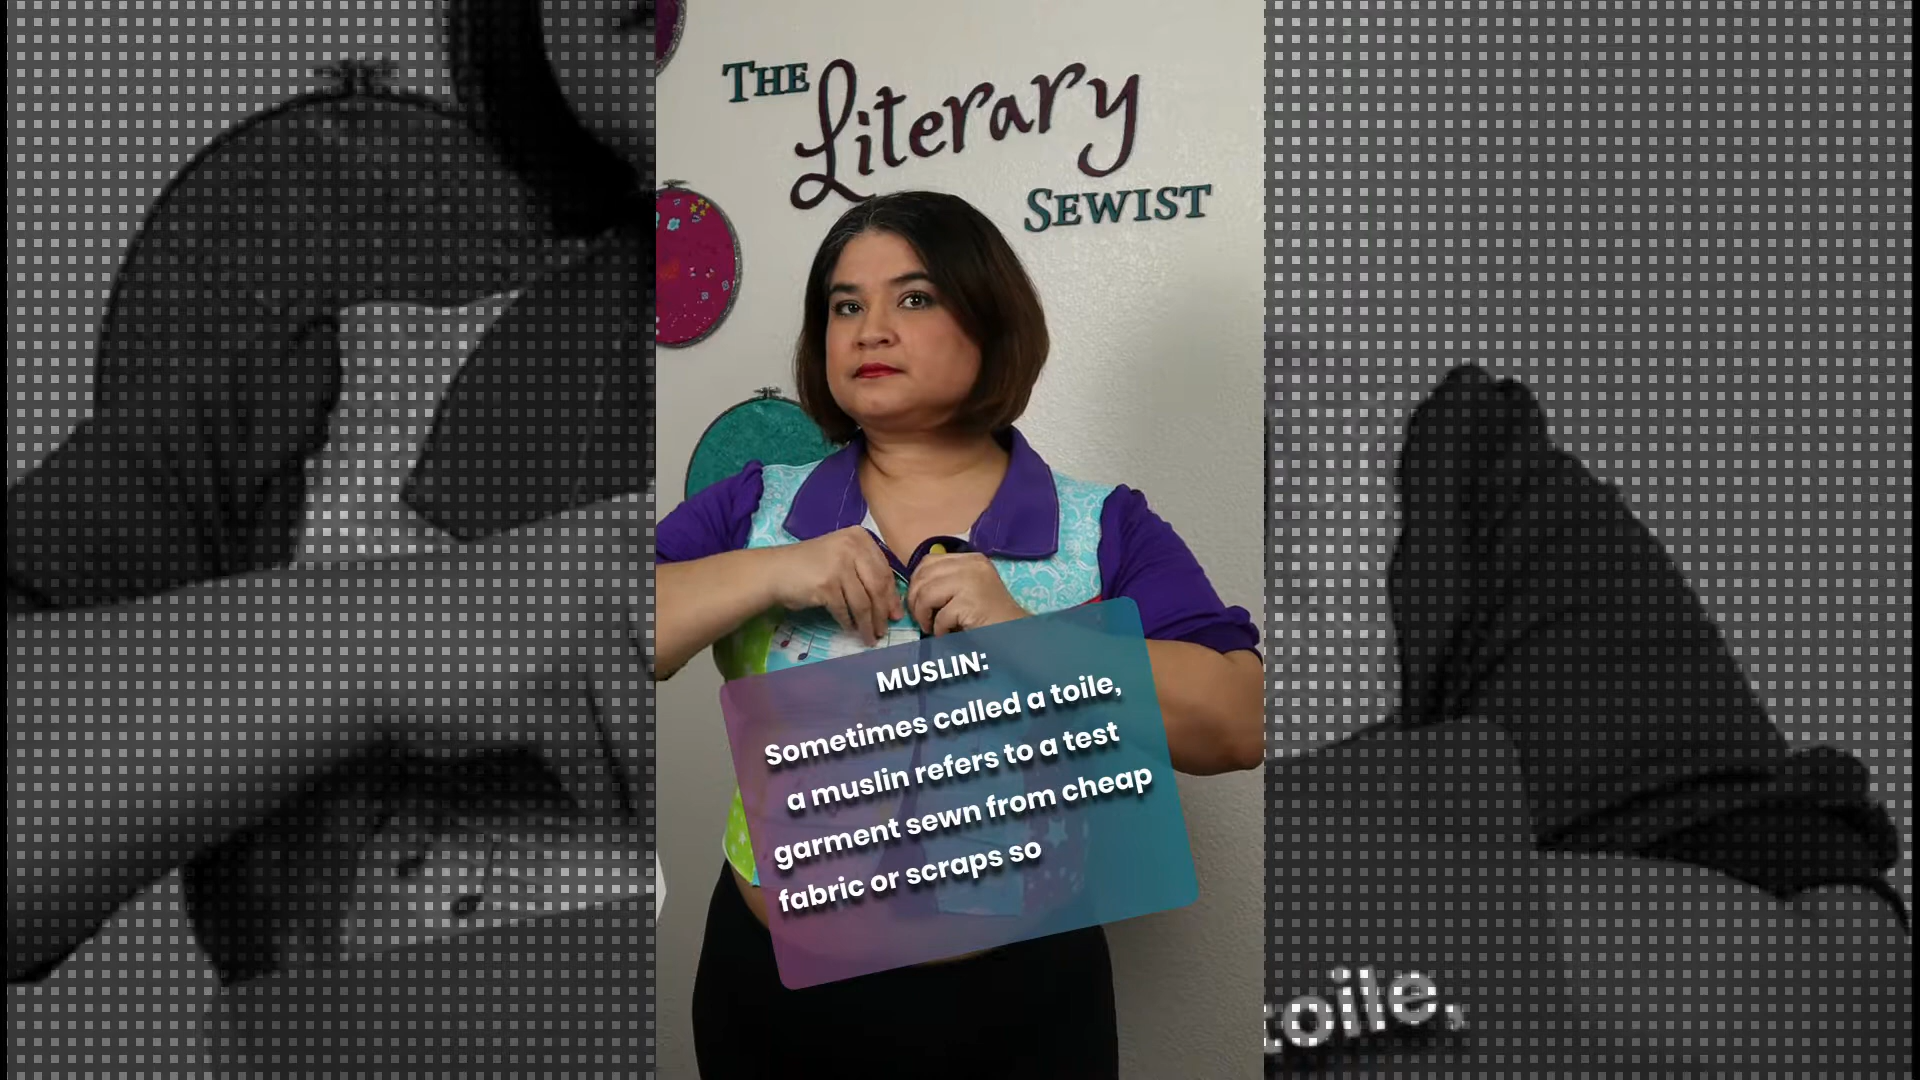 THE
Literary
SEWIST
MUSLIN:
Sometimes called a toile,
a muslin refers to a test
garment sewn from cheap
fabric or scraps so
toile,